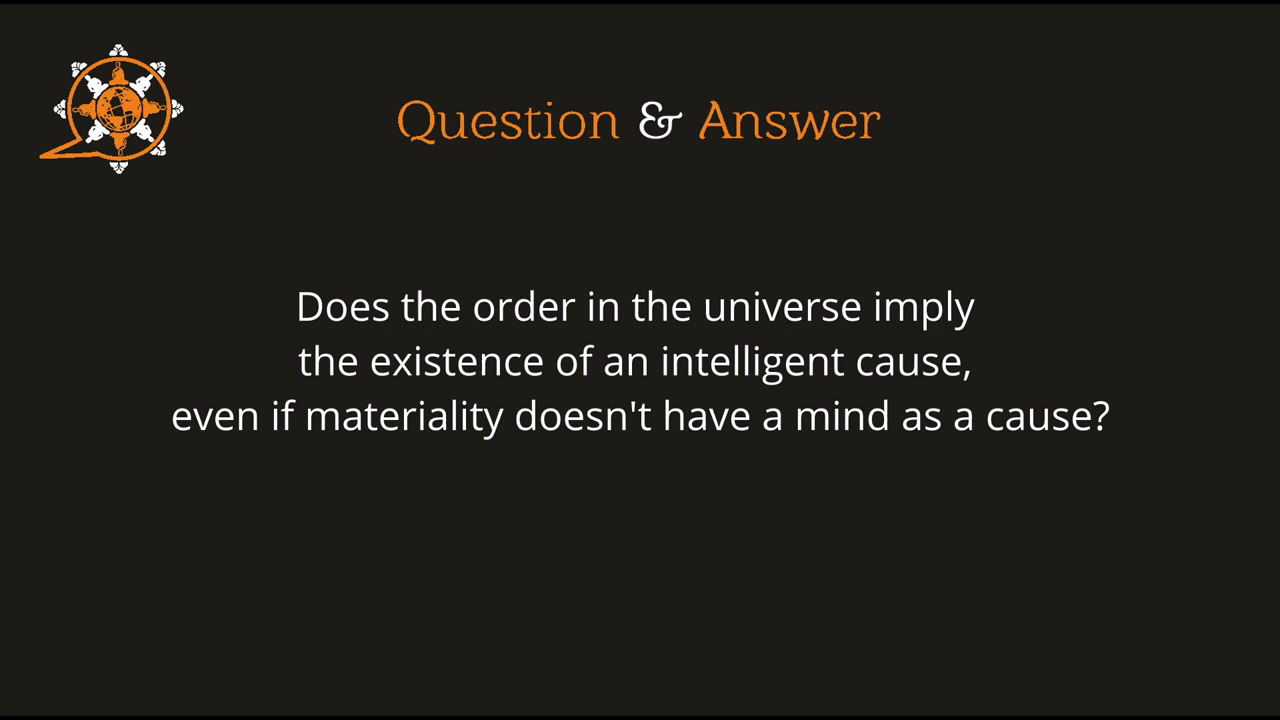 Question & Answer
Does the order in the universe imply
the existence of an intelligent cause,
even if materiality doesn't have a mind as a cause?